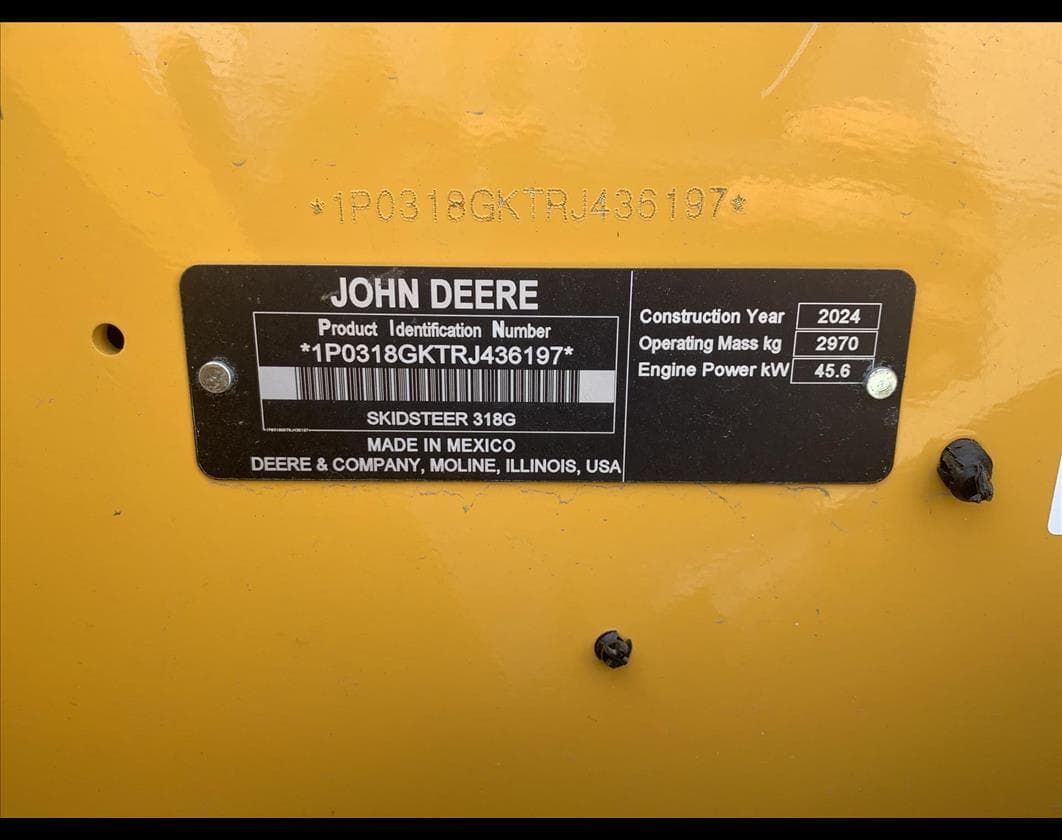 *1P0318GKTRJ436197*
JOHN DEERE
Product Identification Number
*1P0318GKTRJ436197*
SKIDSTEER 318G
1P0318GKTRJ436197
MADE IN MEXICO
DEERE & COMPANY, MOLINE, ILLINOIS, USA
Construction Year 2024
Operating Mass kg 2970
Engine Power kW 45.6